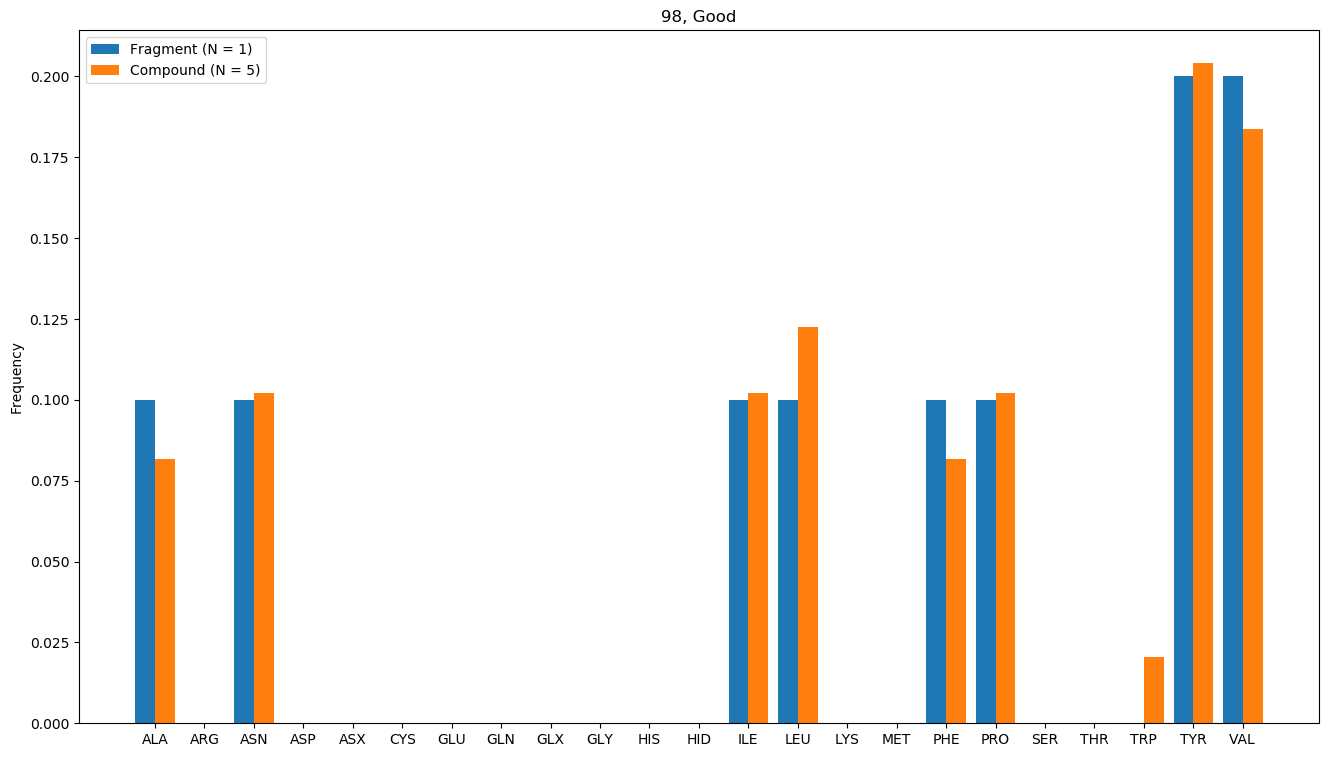 98, Good
Fragment (N = 1)
Compound (N = 5)
Frequency
0.200
0.175
0.150
0.125
0.100
0.075
0.050
0.025
0.000
ALA ARG ASN ASP ASX CYS GLU GLN GLX GLY HIS HID ILE LEU LYS MET PHE PRO SER THR TRP TYR VAL